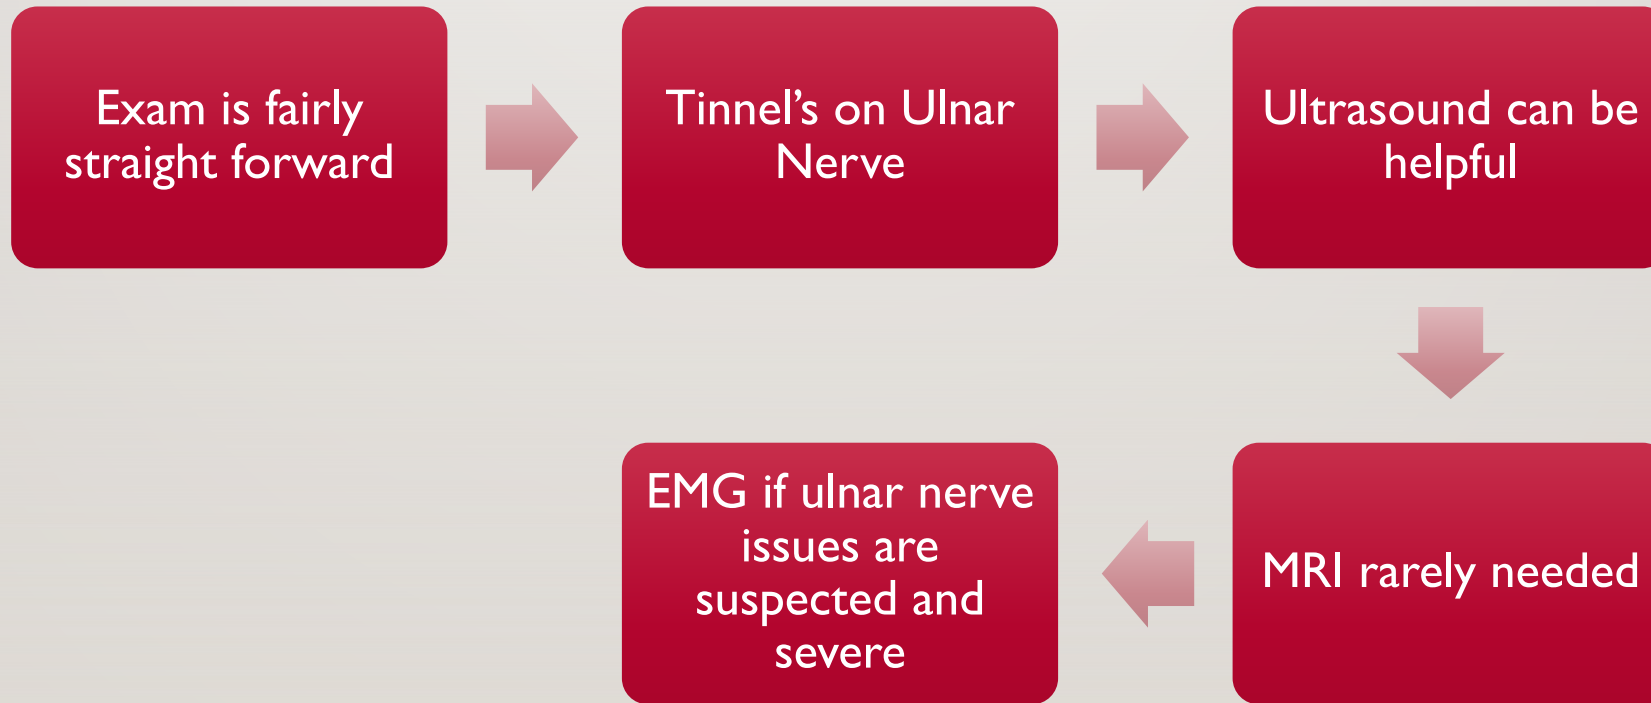 Exam is fairly
straight forward
Tinnel's on Ulnar
Nerve
Ultrasound can be
helpful
MRI rarely needed
EMG if ulnar nerve
issues are
suspected and
severe